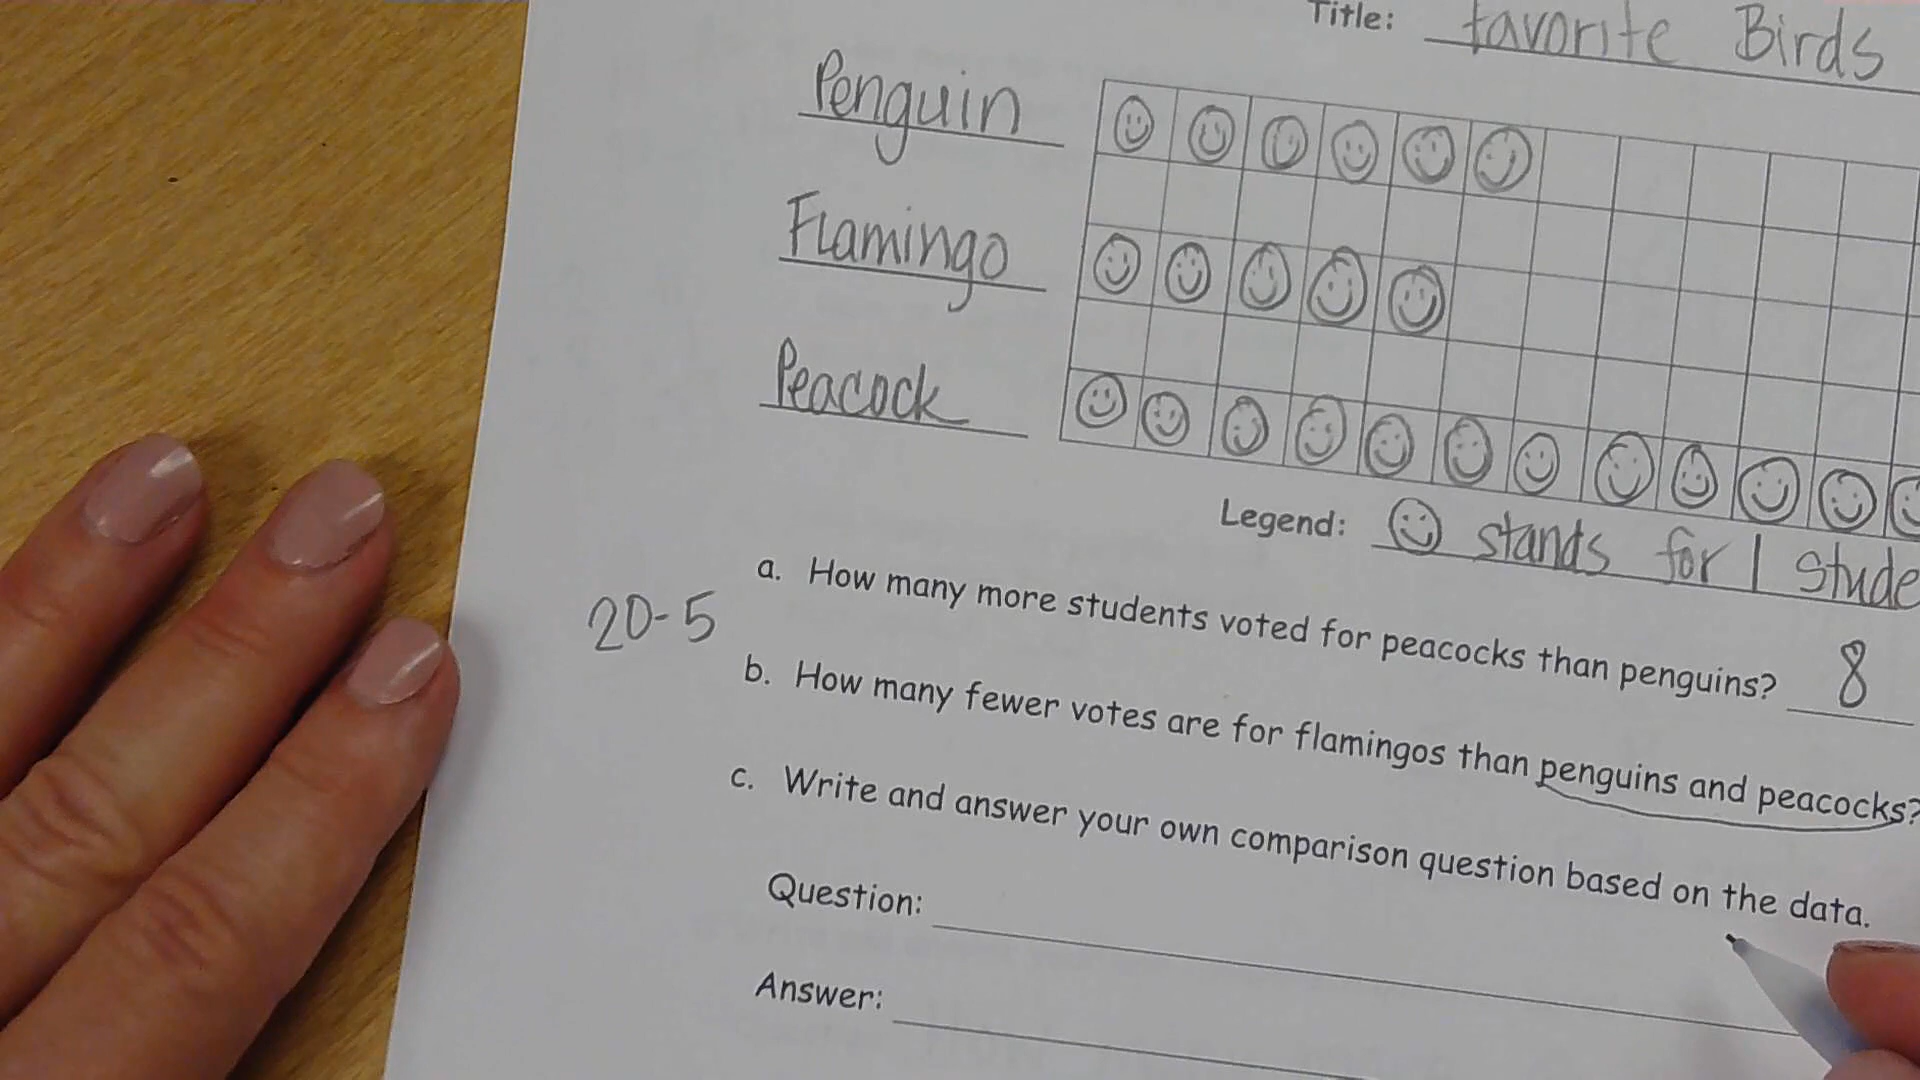 Title: favorite Birds
Penguin
Flamingo
Peacock
Legend: stands for 1 stude
a. How many more students voted for peacocks than penguins? 8
20-5
b. How many fewer votes are for flamingos than penguins and peacocks?
c. Write and answer your own comparison question based on the data.
Question:
Answer: